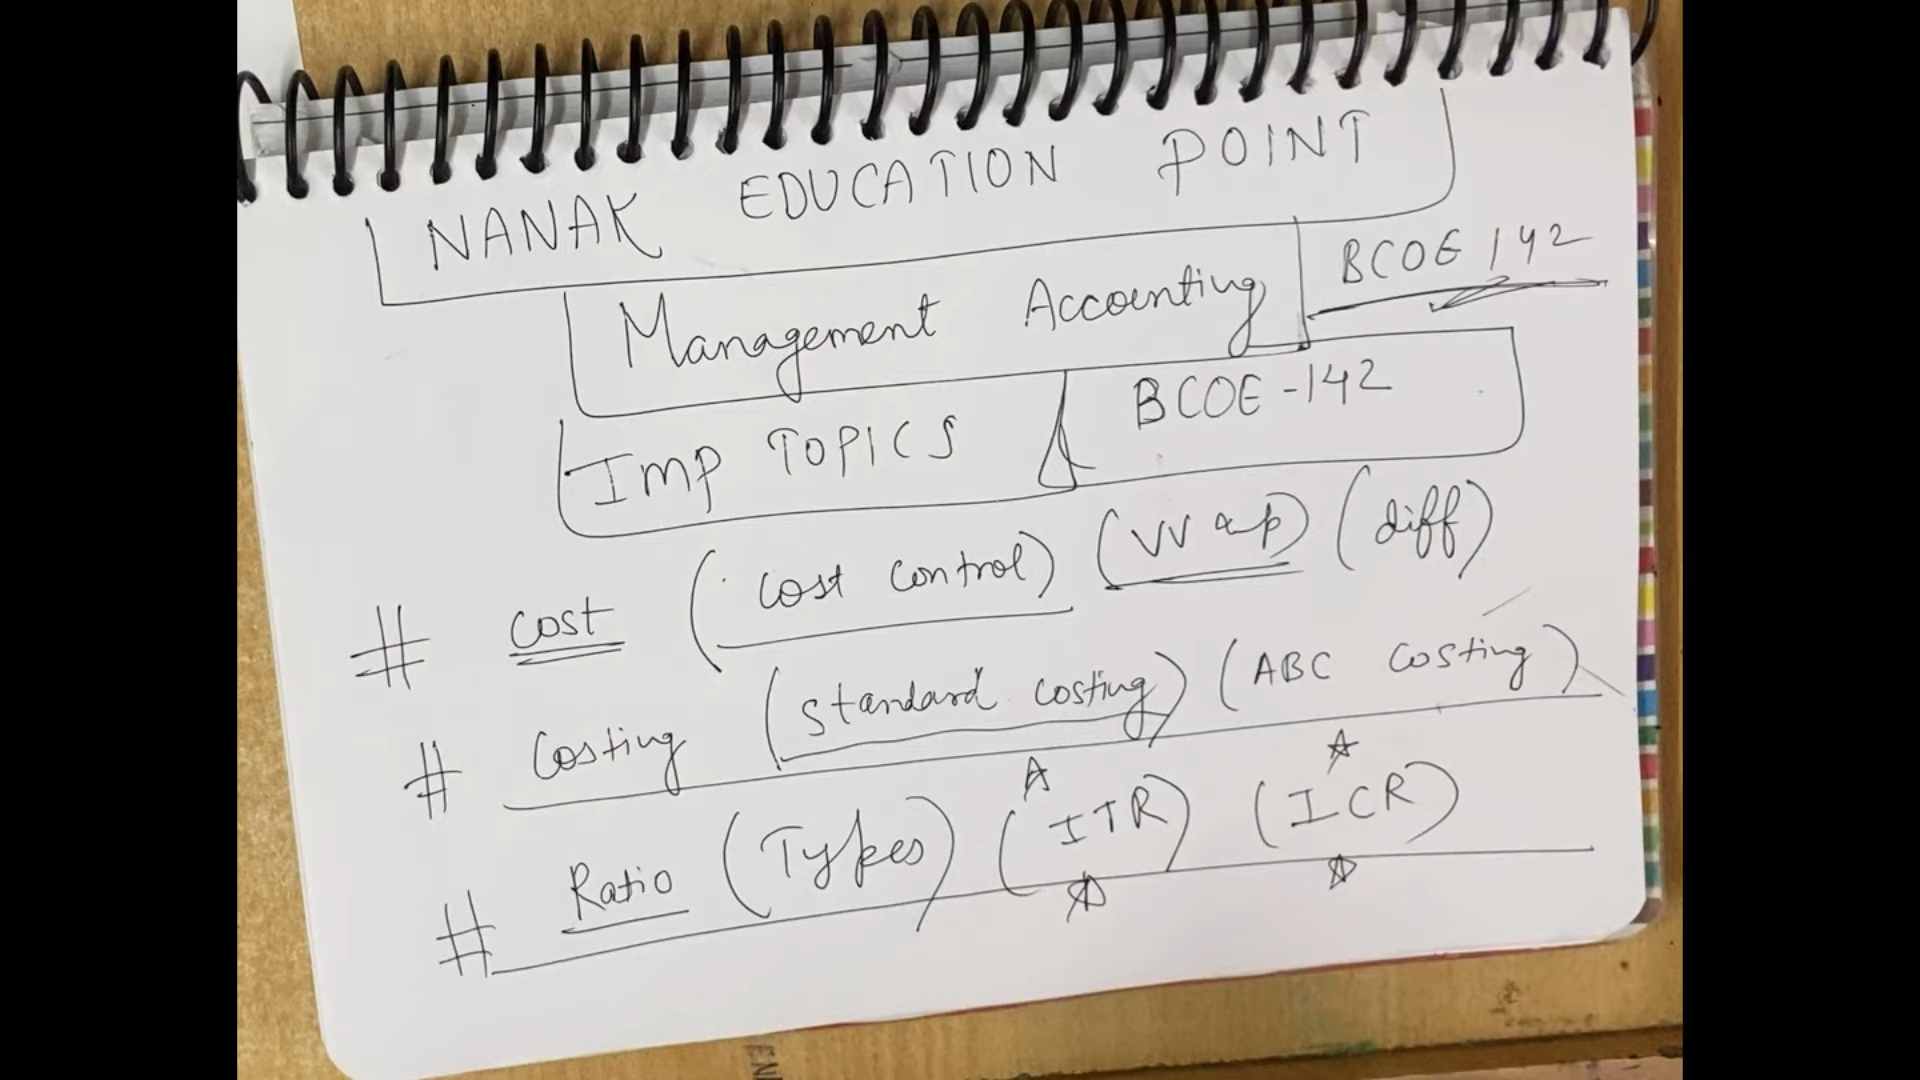 NANAK EDUCATION POINT
Management Accounting BCOE 142
Imp TOPICS BCOE-142
# Cost (Cost Control) (VV imp) (diff)
# Costing (Standard Costing) (ABC Costing)
# Ratio (Types) (ITR) (ICR)